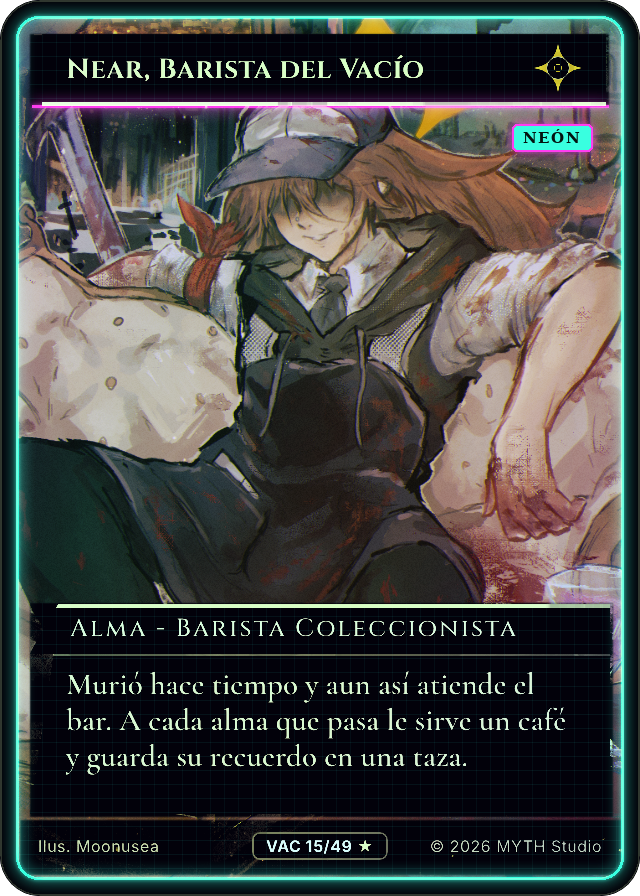 Near, Barista del Vacío
NEÓN
Alma - Barista Coleccionista
Murió hace tiempo y aun así atiende el
bar. A cada alma que pasa le sirve un café
y guarda su recuerdo en una taza.
Ilus. Moonusea
VAC 15/49 ★
© 2026 MYTH Studio